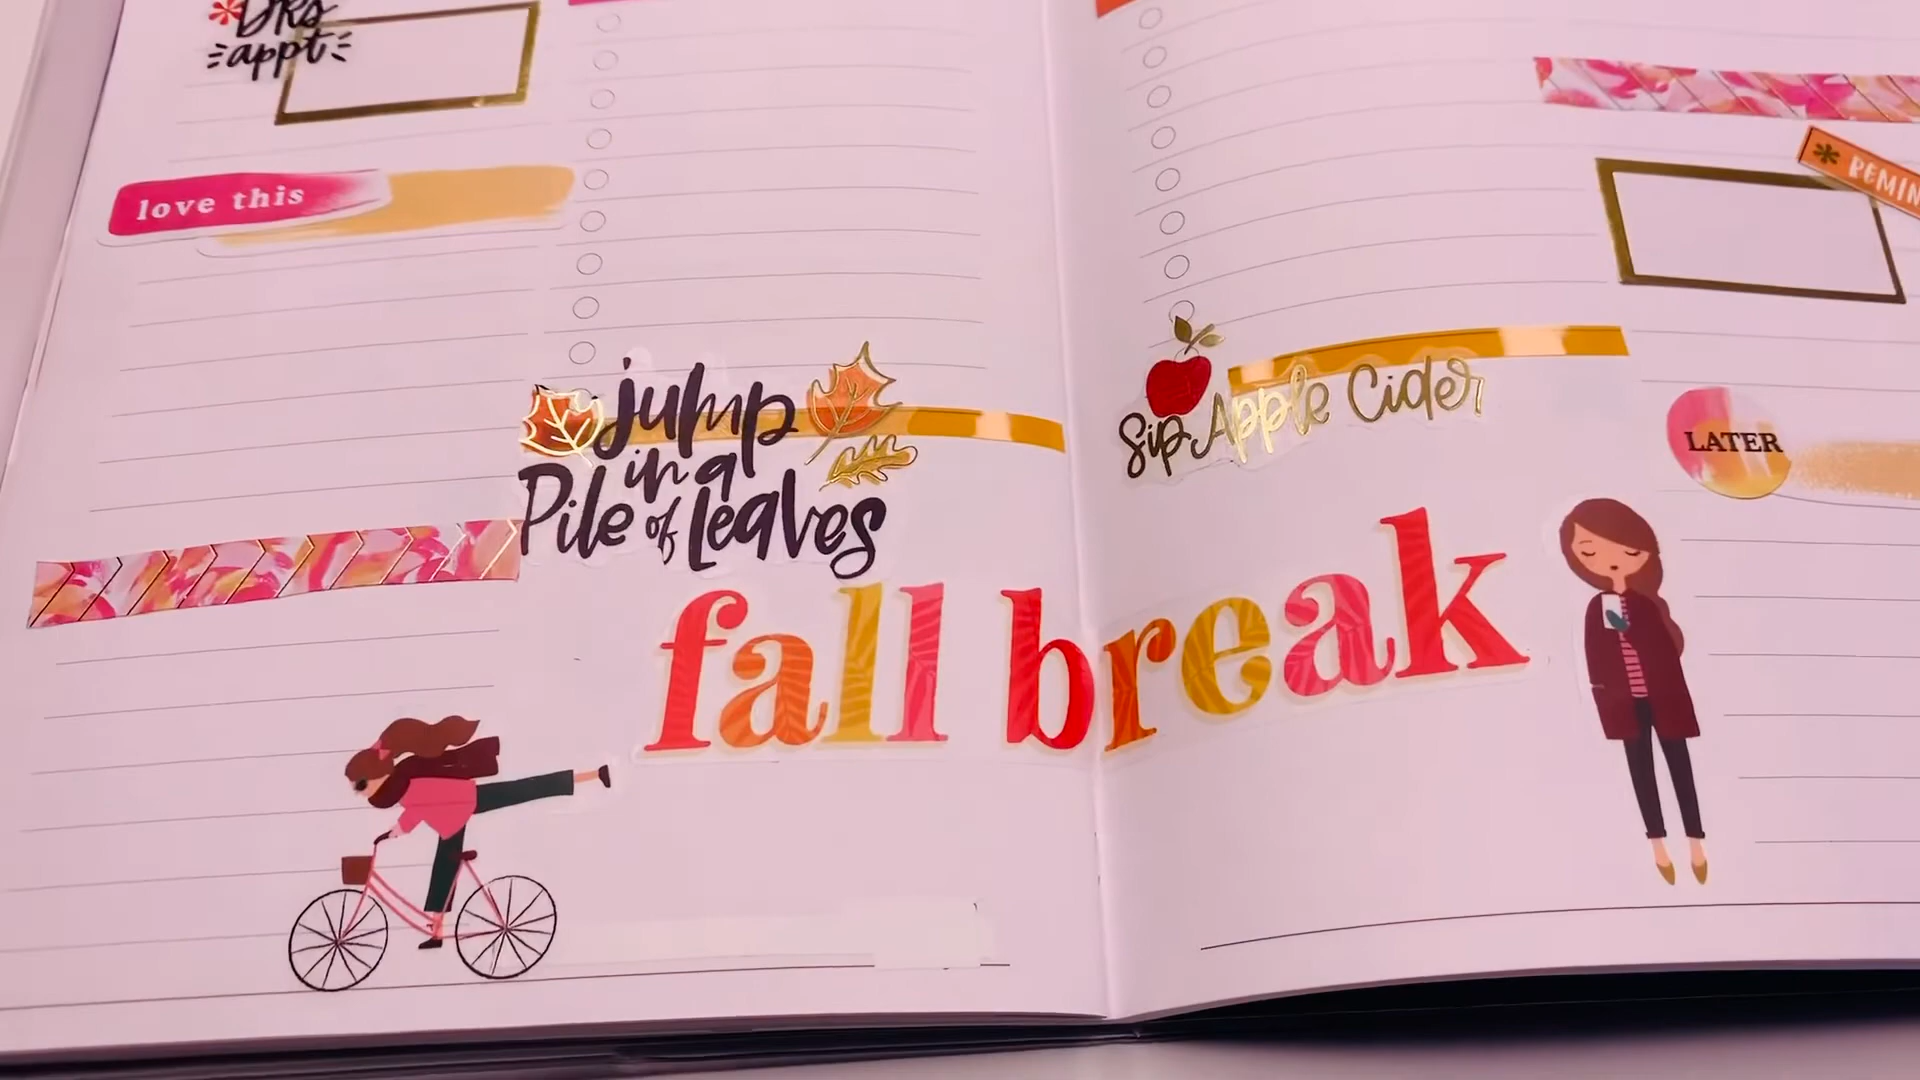 DRS
appt
love this
jump
in a
Pile of Leaves
Sip Apple Cider
LATER
fall break